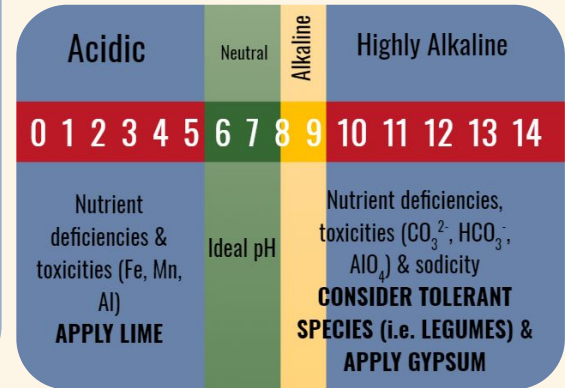 Acidic
Neutral
Alkaline
Highly Alkaline
0 1 2 3 4 5 6 7 8 9 10 11 12 13 14
Nutrient
deficiencies &
toxicities (Fe, Mn,
Al)
APPLY LIME
Ideal pH
Nutrient deficiencies,
toxicities (CO₃²⁻, HCO₃⁻,
AlO₄) & sodicity
CONSIDER TOLERANT
SPECIES (i.e. LEGUMES) &
APPLY GYPSUM